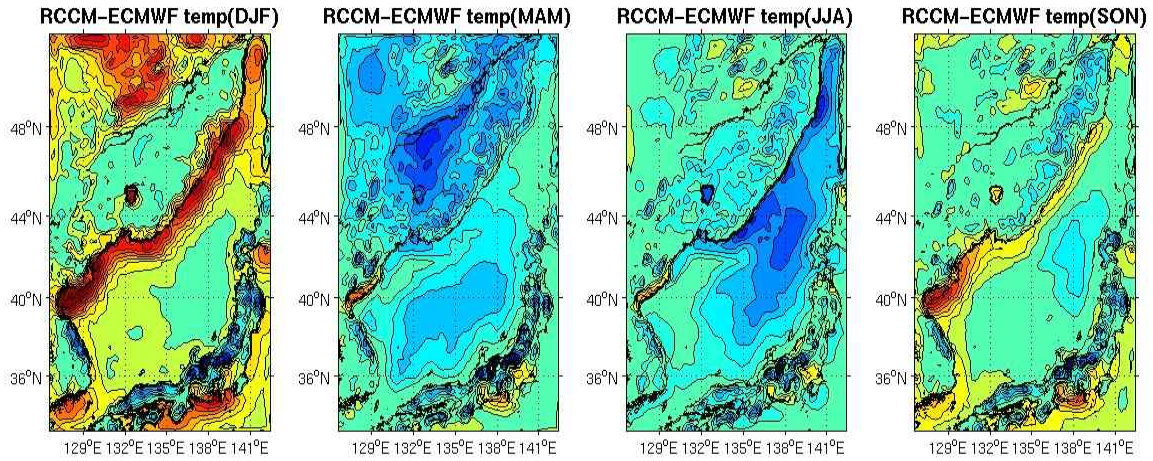 RCCM-ECMWF temp(DJF) RCCM-ECMWF temp(MAM) RCCM-ECMWF temp(JJA) RCCM-ECMWF temp(SON)
48°N 48°N 48°N 48°N
44°N 44°N 44°N 44°N
40°N 40°N 40°N 40°N
36°N 36°N 36°N 36°N
129°E 132°E 135°E 138°E 141°E 129°E 132°E 135°E 138°E 141°E 129°E 132°E 135°E 138°E 141°E 129°E 132°E 135°E 138°E 141°E